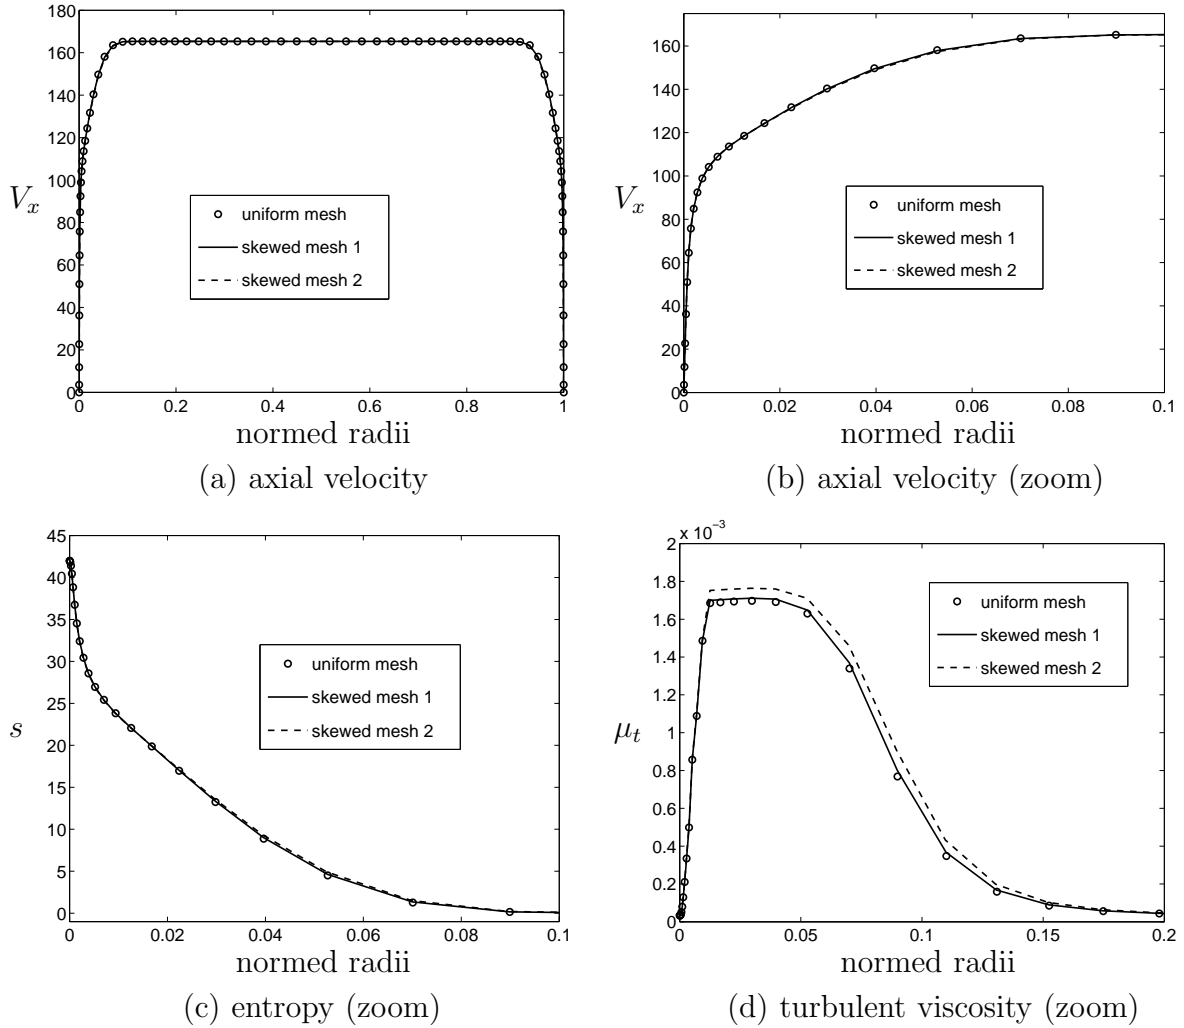 180
160
140
120
100
80
60
40
20
0
V_x
uniform mesh
skewed mesh 1
skewed mesh 2
0 0.2 0.4 0.6 0.8 1
normed radii
(a) axial velocity
160
140
120
100
80
60
40
20
0
V_x
uniform mesh
skewed mesh 1
skewed mesh 2
0 0.02 0.04 0.06 0.08 0.1
normed radii
(b) axial velocity (zoom)
45
40
35
30
25
20
15
10
5
0
s
uniform mesh
skewed mesh 1
skewed mesh 2
0 0.02 0.04 0.06 0.08 0.1
normed radii
(c) entropy (zoom)
x 10⁻³
2
1.8
1.6
1.4
1.2
1
0.8
0.6
0.4
0.2
0
μ_t
uniform mesh
skewed mesh 1
skewed mesh 2
0 0.05 0.1 0.15 0.2
normed radii
(d) turbulent viscosity (zoom)